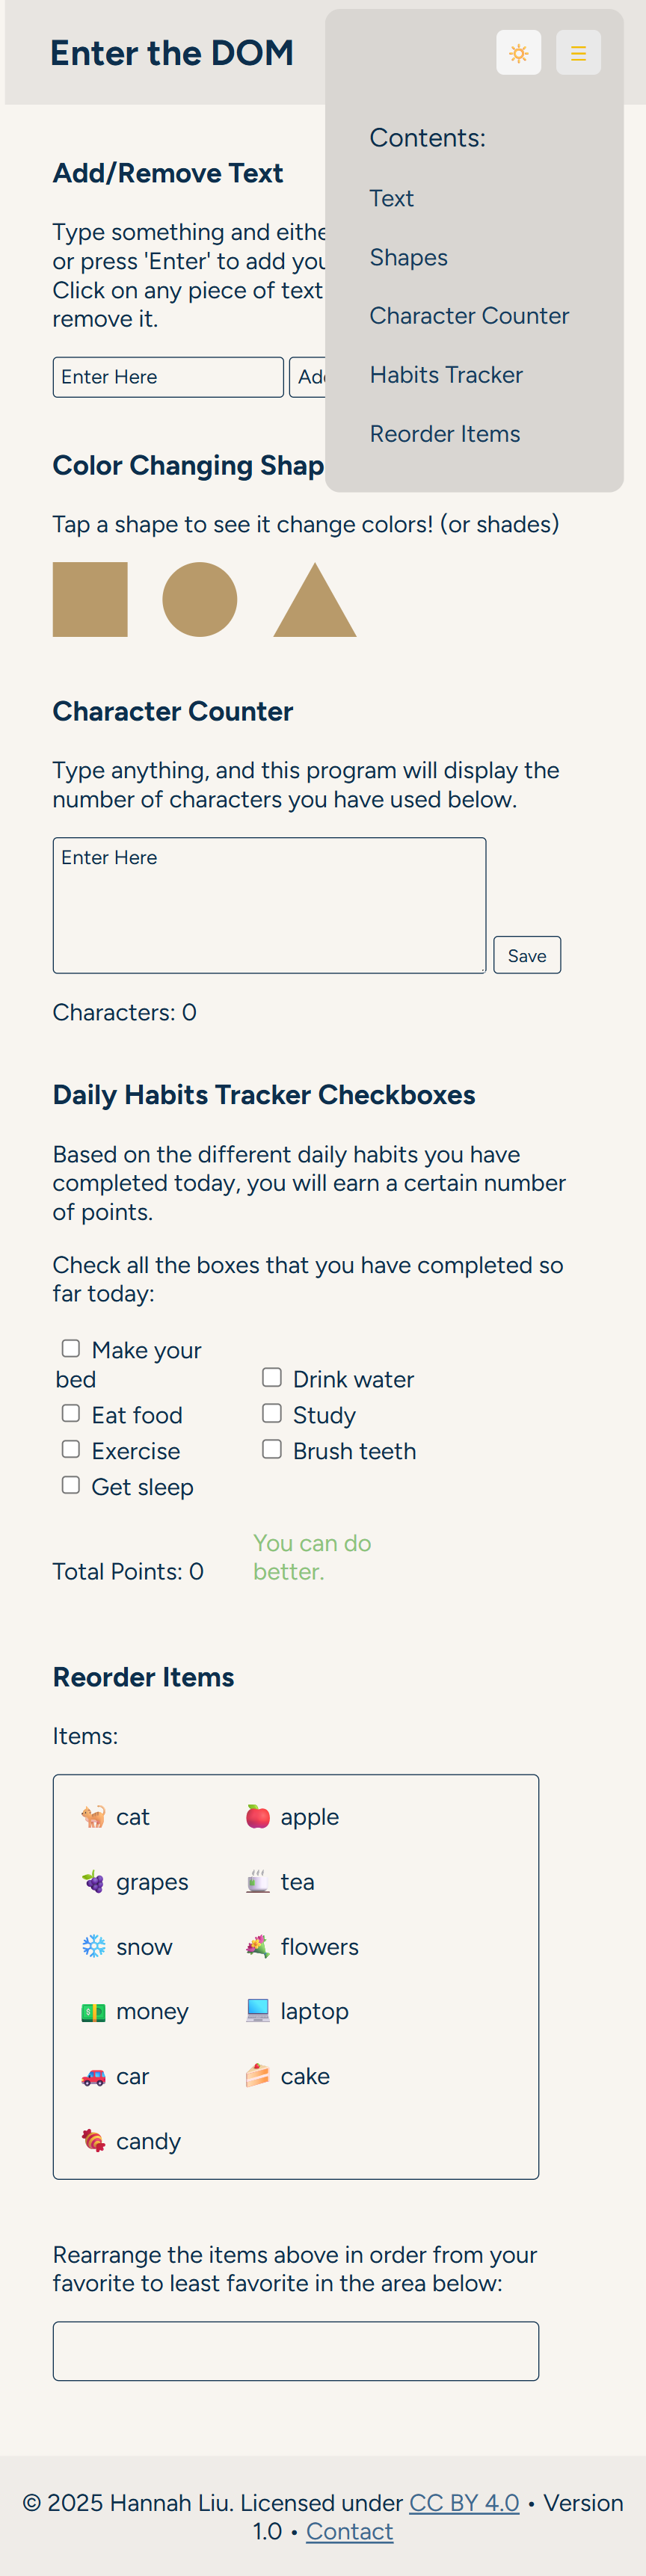 Enter the DOM
Contents:
Text
Shapes
Character Counter
Habits Tracker
Reorder Items
Add/Remove Text
Type something and eithe
or press 'Enter' to add you
Click on any piece of text
remove it.
Enter Here
Add
Color Changing Shap
Tap a shape to see it change colors! (or shades)
Character Counter
Type anything, and this program will display the
number of characters you have used below.
Enter Here
Save
Characters: 0
Daily Habits Tracker Checkboxes
Based on the different daily habits you have
completed today, you will earn a certain number
of points.
Check all the boxes that you have completed so
far today:
Make your
bed
Drink water
Eat food
Study
Exercise
Brush teeth
Get sleep
You can do
better.
Total Points: 0
Reorder Items
Items:
cat
apple
grapes
tea
snow
flowers
money
laptop
car
cake
candy
Rearrange the items above in order from your
favorite to least favorite in the area below:
© 2025 Hannah Liu. Licensed under CC BY 4.0 • Version
1.0 • Contact